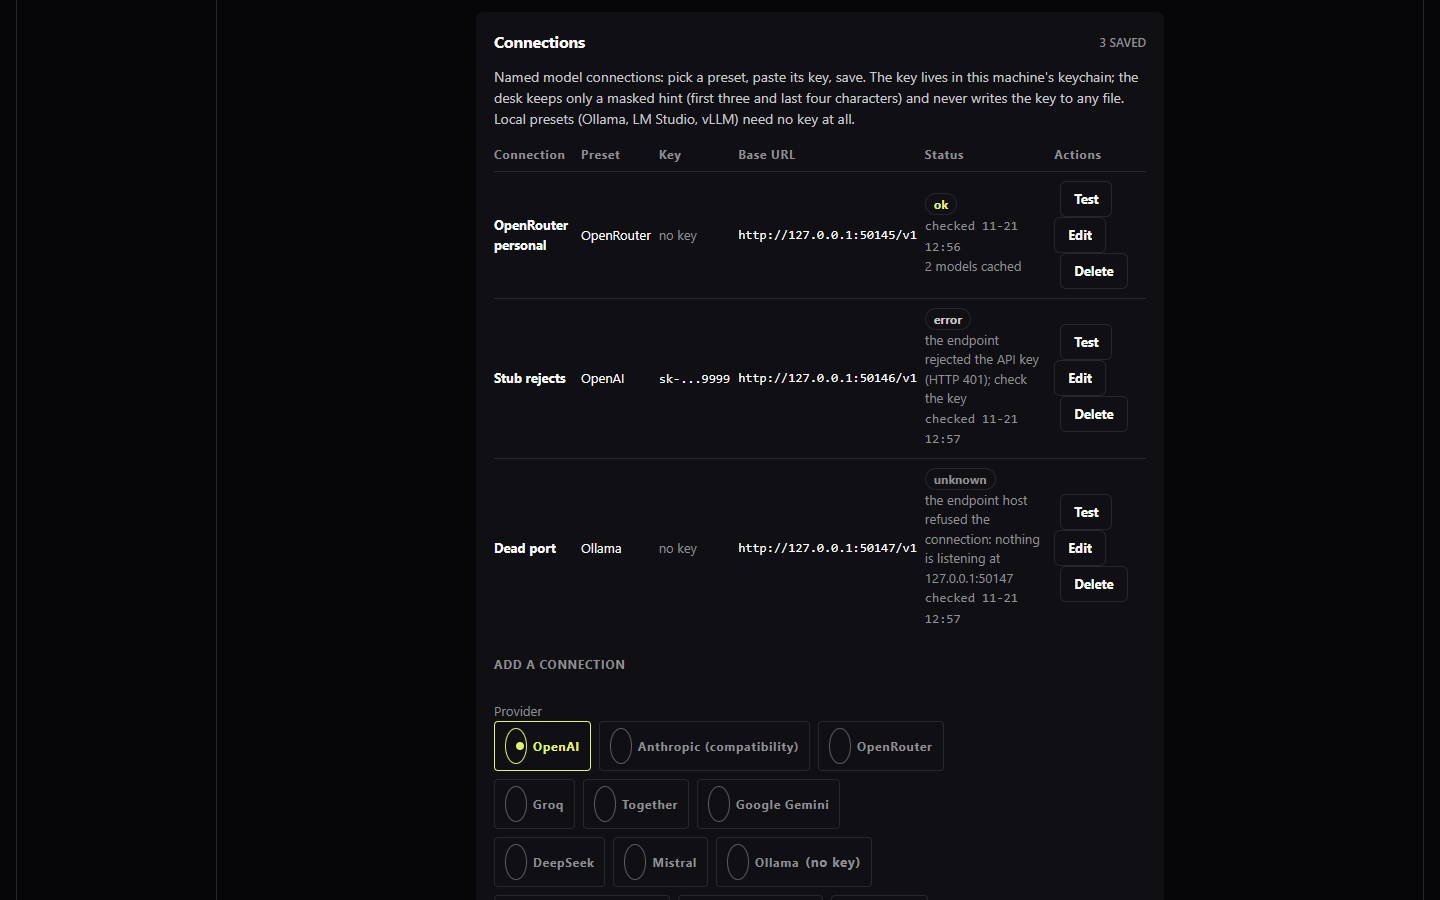 Connections
3 SAVED
Named model connections: pick a preset, paste its key, save. The key lives in this machine's keychain; the
desk keeps only a masked hint (first three and last four characters) and never writes the key to any file.
Local presets (Ollama, LM Studio, vLLM) need no key at all.
Connection Preset Key Base URL Status Actions
OpenRouter
personal
OpenRouter
no key
http://127.0.0.1:50145/v1
ok
checked 11-21
12:56
2 models cached
Test
Edit
Delete
Stub rejects
OpenAI
sk-...9999
http://127.0.0.1:50146/v1
error
the endpoint
rejected the API key
(HTTP 401); check
the key
checked 11-21
12:57
Test
Edit
Delete
Dead port
Ollama
no key
http://127.0.0.1:50147/v1
unknown
the endpoint host
refused the
connection: nothing
is listening at
127.0.0.1:50147
checked 11-21
12:57
Test
Edit
Delete
ADD A CONNECTION
Provider
OpenAI
Anthropic (compatibility)
OpenRouter
Groq
Together
Google Gemini
DeepSeek
Mistral
Ollama (no key)